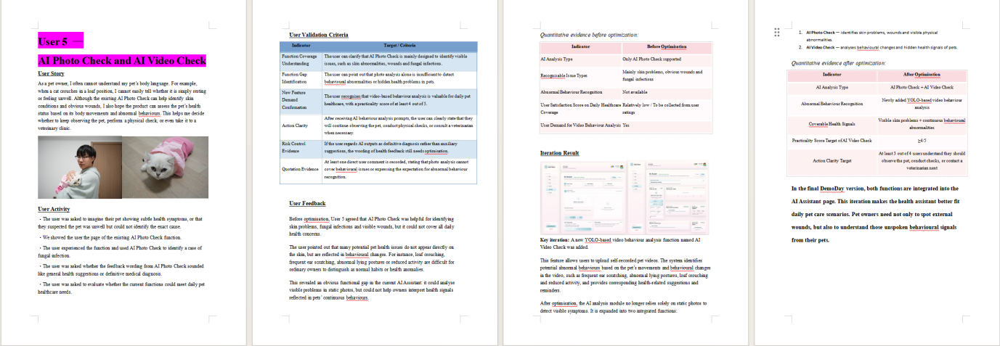 User 5 —
AI Photo Check and AI Video Check
User Story
As a pet owner, I often cannot understand my pet's body language. For example,
when a cat crouches in a loaf position, I cannot easily tell whether it is simply resting
or feeling unwell. Although the existing AI Photo Check can help identify skin
conditions and obvious wounds, I also hope the product can assess the pet's health
status based on its body movements and abnormal behaviours. This helps me decide
whether to keep observing the pet, perform a physical check, or even take it to a
veterinary clinic.
User Activity
· The user was asked to imagine their pet showing subtle health symptoms, or that
they suspected the pet was unwell but could not identify the exact cause.
· We showed the user the page of the existing AI Photo Check function.
· The user experienced the function and used AI Photo Check to identify a case of
fungal infection.
· The user was asked whether the feedback wording from AI Photo Check sounded
like general health suggestions or definitive medical diagnosis.
· The user was asked to evaluate whether the current functions could meet daily pet
healthcare needs.
User Validation Criteria
Indicator Target / Criteria
Function Coverage Understanding The user can clarify that AI Photo Check is mainly designed to identify visible
issues, such as skin abnormalities, wounds and fungal infections.
Function Gap Identification The user can point out that photo analysis alone is insufficient to detect
behavioural abnormalities or hidden health problems in pets.
New Feature Demand Confirmation The user recognises that video-based behaviour analysis is valuable for daily pet
healthcare, with a practicality score of at least 4 out of 5.
Action Clarity After receiving AI behaviour analysis prompts, the user can clearly state that they
will continue observing the pet, conduct physical checks, or consult a veterinarian
when necessary.
Risk Control Evidence If the user regards AI outputs as definitive diagnosis rather than auxiliary
suggestions, the wording of health feedback still needs optimisation.
Quotation Evidence At least one direct user comment is recorded, stating that photo analysis cannot
cover behavioural issues or expressing the expectation for abnormal behaviour
recognition.
User Feedback
Before optimisation, User 5 agreed that AI Photo Check was helpful for identifying
skin problems, fungal infections and visible wounds, but it could not cover all daily
health concerns.
The user pointed out that many potential pet health issues do not appear directly on
the skin, but are reflected in behavioural changes. For instance, loaf crouching,
frequent ear scratching, abnormal lying postures or reduced activity are difficult for
ordinary owners to distinguish as normal habits or health anomalies.
This revealed an obvious functional gap in the current AI Assistant: it could analyse
visible problems in static photos, but could not help owners interpret health signals
reflected in pets' continuous behaviours.
Quantitative evidence before optimization:
Indicator Before Optimisation
AI Analysis Type Only AI Photo Check supported
Recognisable Issue Types Mainly skin problems, obvious wounds and
fungal infections
Abnormal Behaviour Recognition Not available
User Satisfaction Score on Daily Healthcare Coverage Relatively low / To be collected from user
ratings
User Demand for Video Behaviour Analysis Yes
Iteration Result
Key iteration: A new YOLO-based video behaviour analysis function named AI
Video Check was added.
This feature allows users to upload self-recorded pet videos. The system identifies
potential abnormal behaviours based on the pet's movements and behavioural changes
in the video, such as frequent ear scratching, abnormal lying postures, loaf crouching
and reduced activity, and provides corresponding health-related suggestions and
reminders.
After optimisation, the AI analysis module no longer relies solely on static photos to
detect visible symptoms. It is expanded into two integrated functions:
1. AI Photo Check — identifies skin problems, wounds and visible physical
abnormalities.
2. AI Video Check — analyses behavioural changes and hidden health signals of pets.
Quantitative evidence after optimization:
Indicator After Optimisation
AI Analysis Type AI Photo Check + AI Video Check
Abnormal Behaviour Recognition Newly added YOLO-based video behaviour
analysis
Coverable Health Signals Visible skin problems + continuous behavioural
abnormalities
Practicality Score Target of AI Video Check ≥4/5
Action Clarity Target At least 3 out of 4 users understand they should
observe the pet, conduct checks, or contact a
veterinarian next
In the final DemoDay version, both functions are integrated into the
AI Assistant page. This iteration makes the health assistant better fit
daily pet care scenarios. Pet owners need not only to spot external
wounds, but also to understand those unspoken behavioural signals
from their pets.